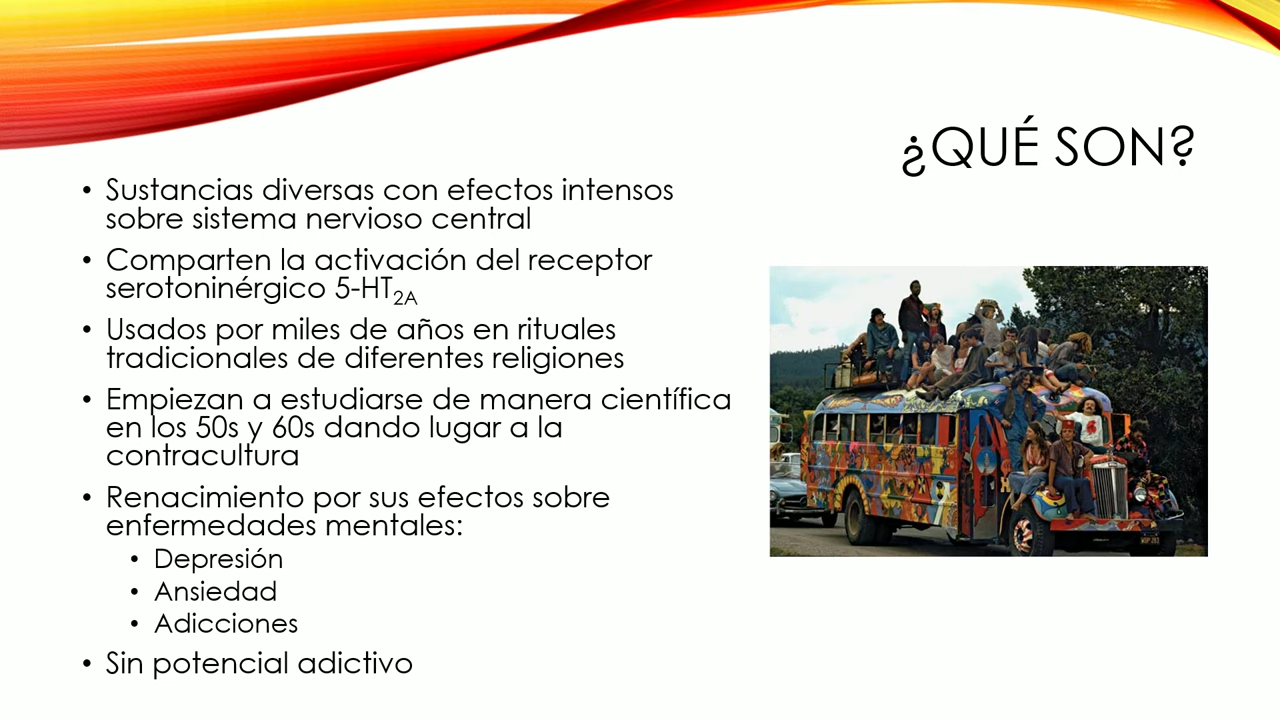 ¿QUÉ SON?
• Sustancias diversas con efectos intensos
sobre sistema nervioso central
• Comparten la activación del receptor
serotoninérgico 5-HT2A
• Usados por miles de años en rituales
tradicionales de diferentes religiones
• Empiezan a estudiarse de manera científica
en los 50s y 60s dando lugar a la
contracultura
• Renacimiento por sus efectos sobre
enfermedades mentales:
• Depresión
• Ansiedad
• Adicciones
• Sin potencial adictivo